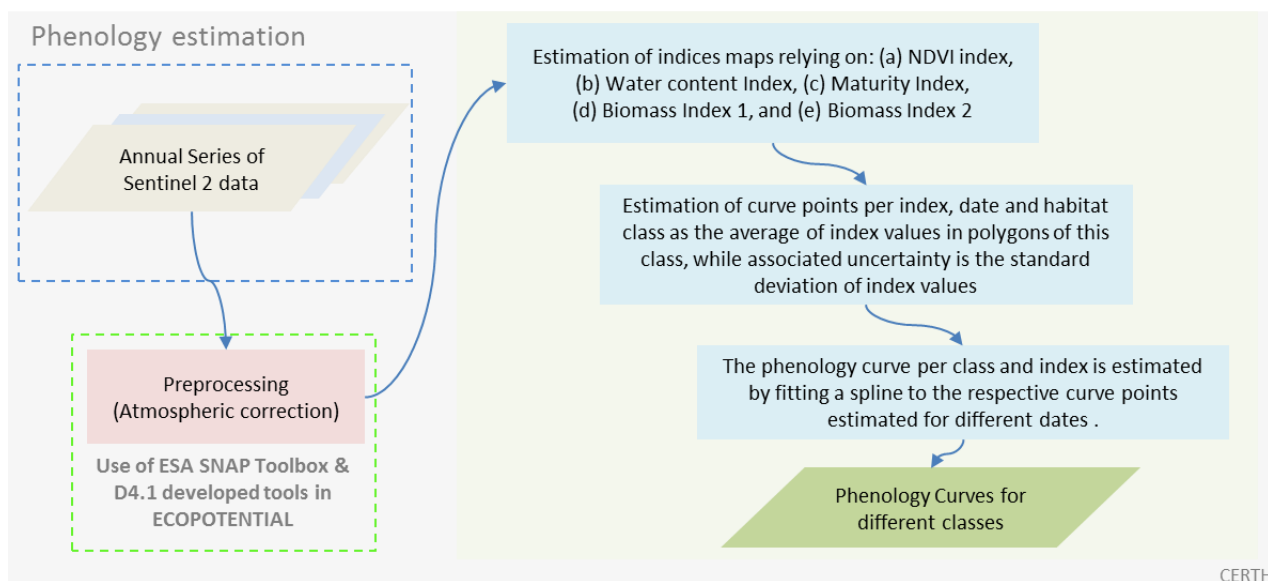 Phenology estimation
Annual Series of
Sentinel 2 data
Preprocessing
(Atmospheric correction)
Use of ESA SNAP Toolbox &
D4.1 developed tools in
ECOPOTENTIAL
Estimation of indices maps relying on: (a) NDVI index,
(b) Water content Index, (c) Maturity Index,
(d) Biomass Index 1, and (e) Biomass Index 2
Estimation of curve points per index, date and habitat
class as the average of index values in polygons of this
class, while associated uncertainty is the standard
deviation of index values
The phenology curve per class and index is estimated
by fitting a spline to the respective curve points
estimated for different dates .
Phenology Curves for
different classes
CERTH